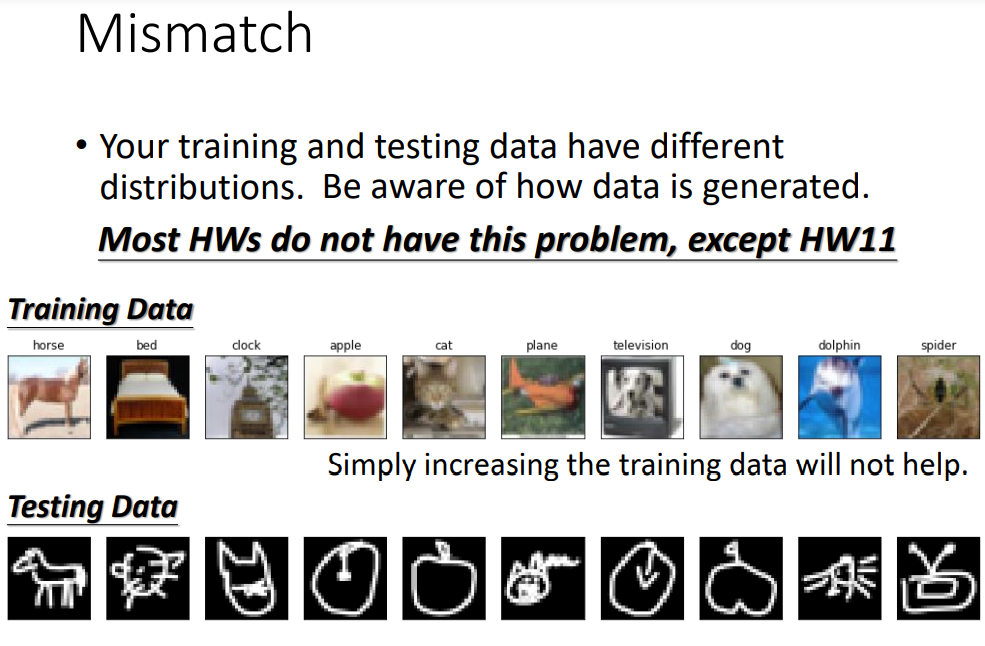 Mismatch
• Your training and testing data have different
distributions. Be aware of how data is generated.
Most HWs do not have this problem, except HW11
Training Data
horse bed clock apple cat plane television dog dolphin spider
Simply increasing the training data will not help.
Testing Data